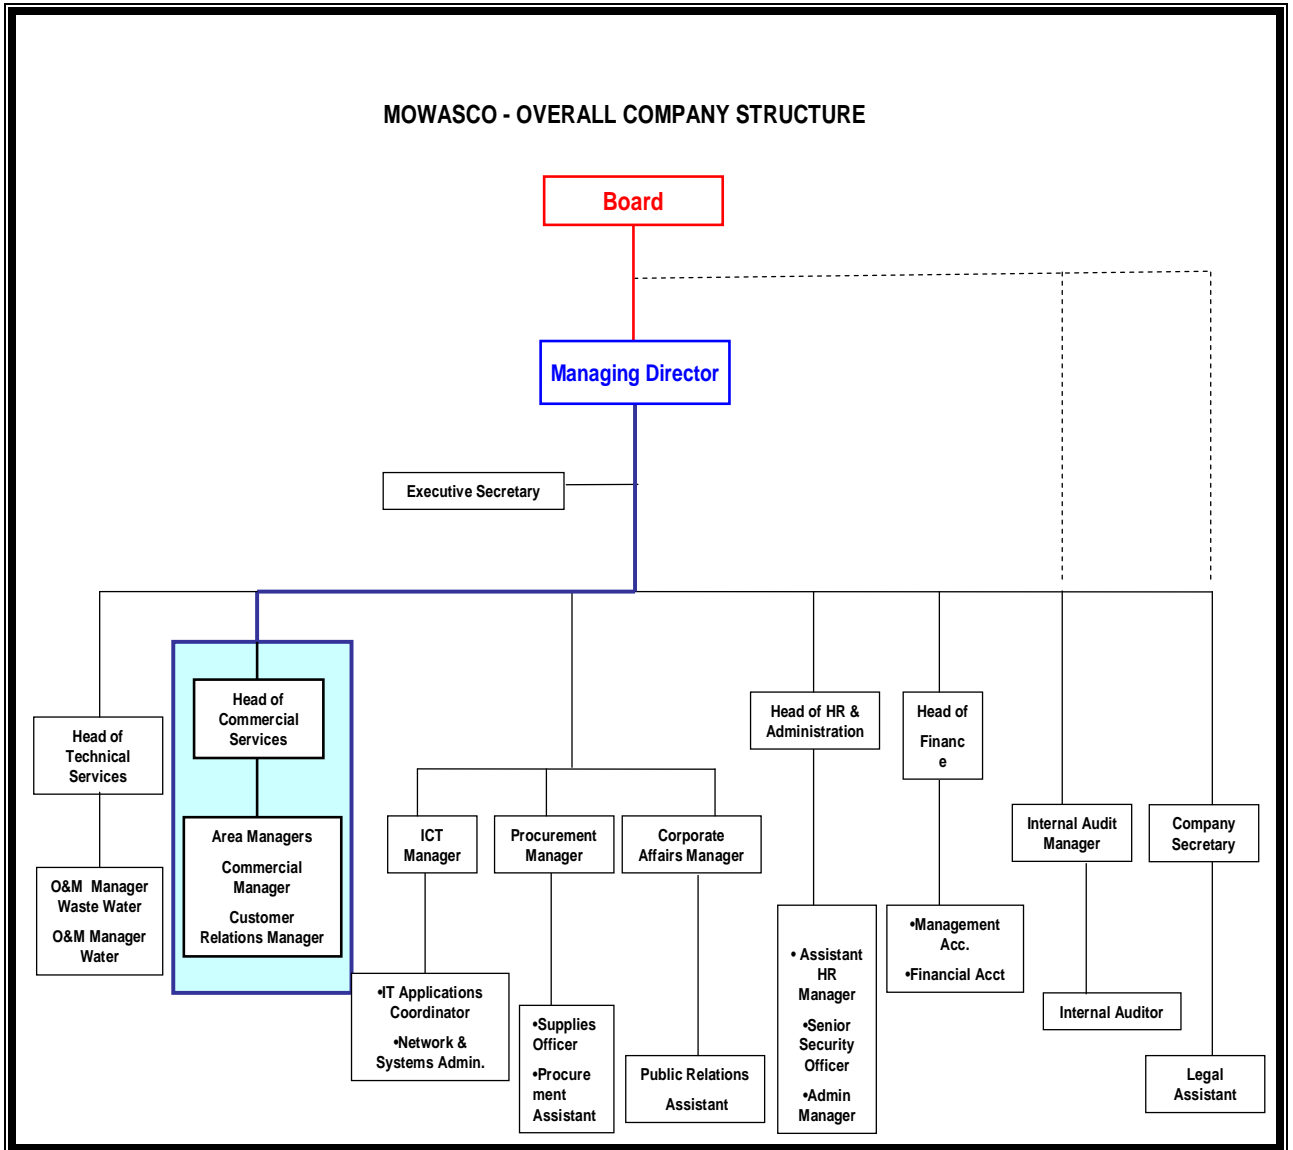 MOWASCO - OVERALL COMPANY STRUCTURE
Board
Managing Director
Executive Secretary
Head of
Technical
Services
O&M Manager
Waste Water
O&M Manager
Water
Head of
Commercial
Services
Area Managers
Commercial
Manager
Customer
Relations Manager
ICT
Manager
•IT Applications
Coordinator
•Network &
Systems Admin.
Procurement
Manager
•Supplies
Officer
•Procure
ment
Assistant
Corporate
Affairs Manager
Public Relations
Assistant
Head of HR &
Administration
• Assistant
HR
Manager
•Senior
Security
Officer
•Admin
Manager
Head of
Financ
e
•Management
Acc.
•Financial Acct
Internal Audit
Manager
Internal Auditor
Company
Secretary
Legal
Assistant